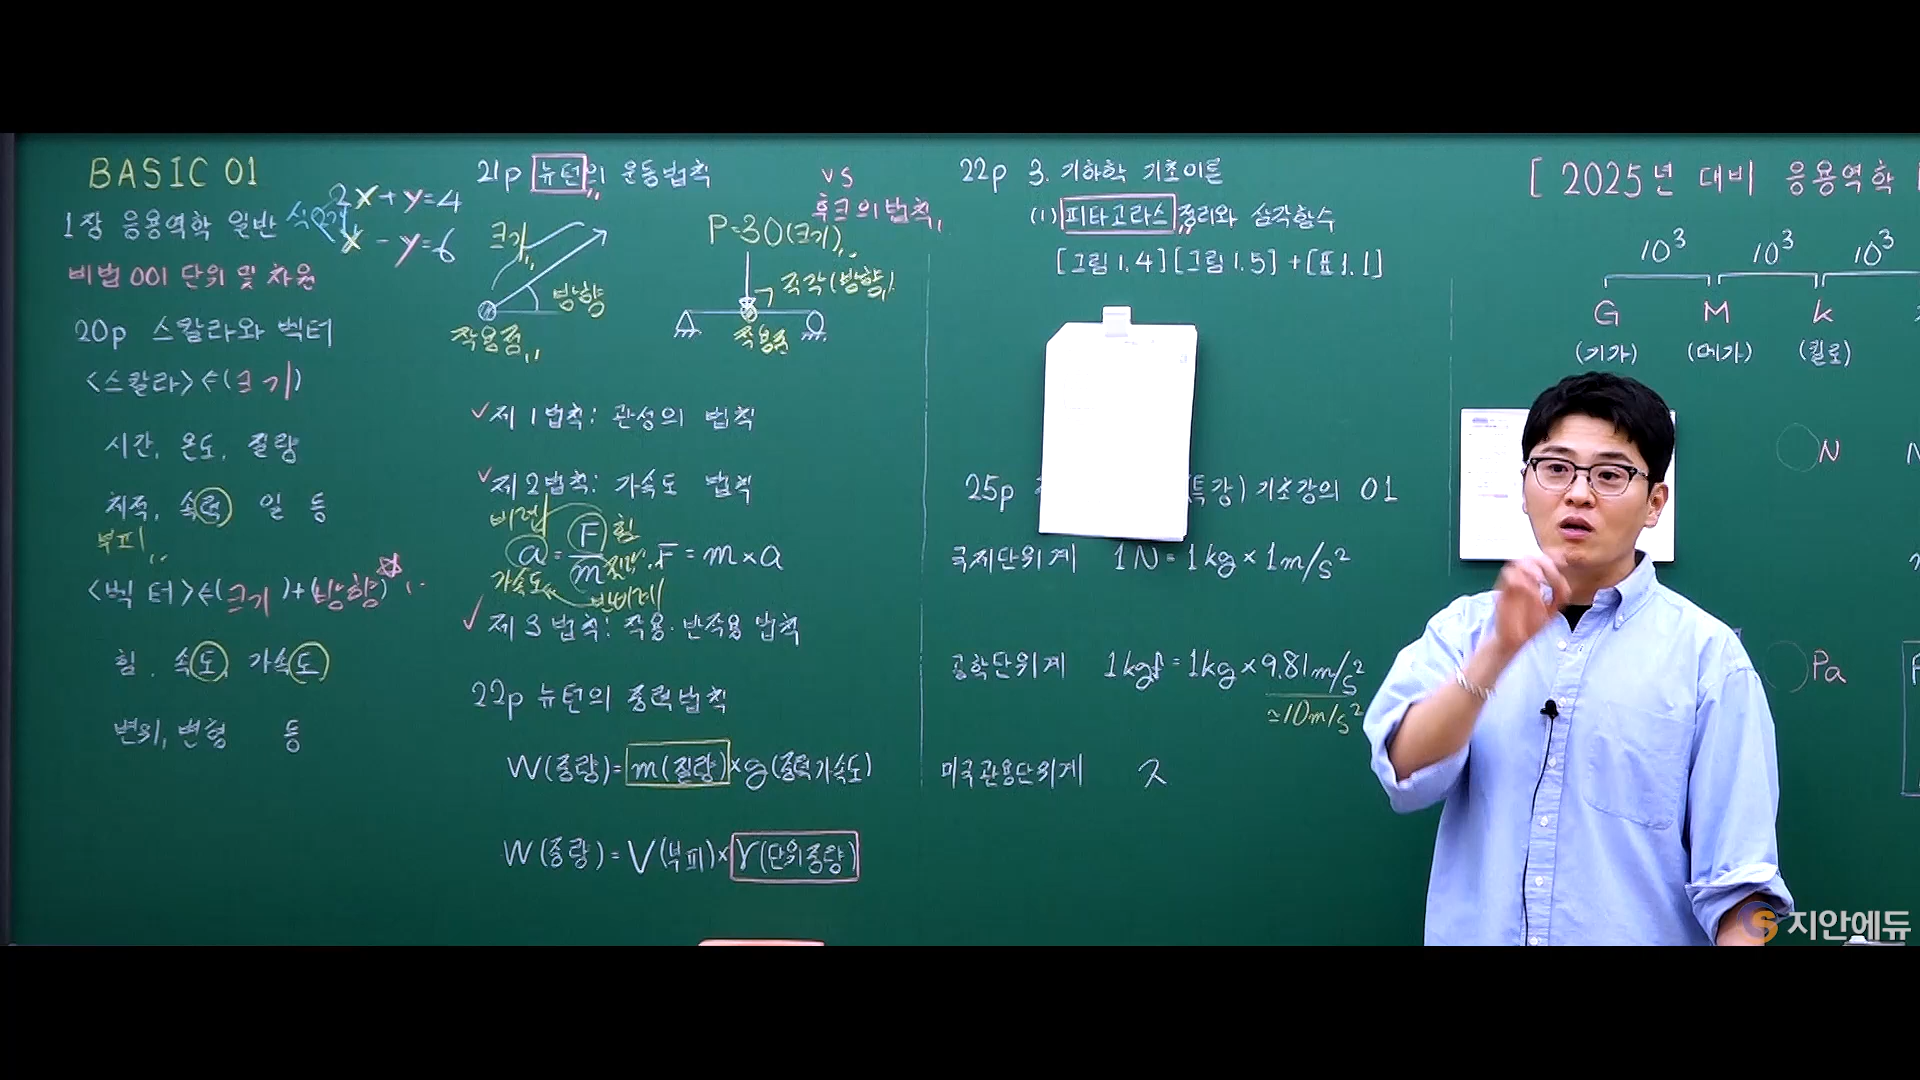 BASIC 01
1장 응용역학 일반
2x+y=4
x-y=6
비법 001 단위 및 차원
20p 스칼라와 벡터
<스칼라>←(크기)
시간, 온도, 질량
체적, 속력 일 등
부피
<벡터>←(크기)+(방향)
힘, 속도, 가속도
변위, 변형 등
21p 뉴턴의 운동법칙
vs
후크의 법칙
크기
방향
작용점
P=30(크기)
직각(방향)
작용점
✓제 1법칙: 관성의 법칙
✓제 2법칙: 가속도 법칙
비례
a=F/m
힘
질량
F=m×a
가속도
반비례
✓제 3법칙: 작용·반작용 법칙
22p 뉴턴의 중력법칙
W(중량)=m(질량)×g(중력가속도)
W(중량)=V(부피)×γ(단위중량)
22p 3. 기하학 기초이론
(1) 피타고라스 정리와 삼각함수
[그림 1.4][그림 1.5]+[표 1.1]
25p
(특강) 기초강의 01
국제단위계 1N=1kg×1m/s²
공학단위계 1kgf=1kg×9.81m/s²
≃10m/s²
미국관용단위계
[2025년 대비 응용역학
10³ 10³ 10³
G M k
(기가) (메가) (킬로)
N
Pa
지안에듀